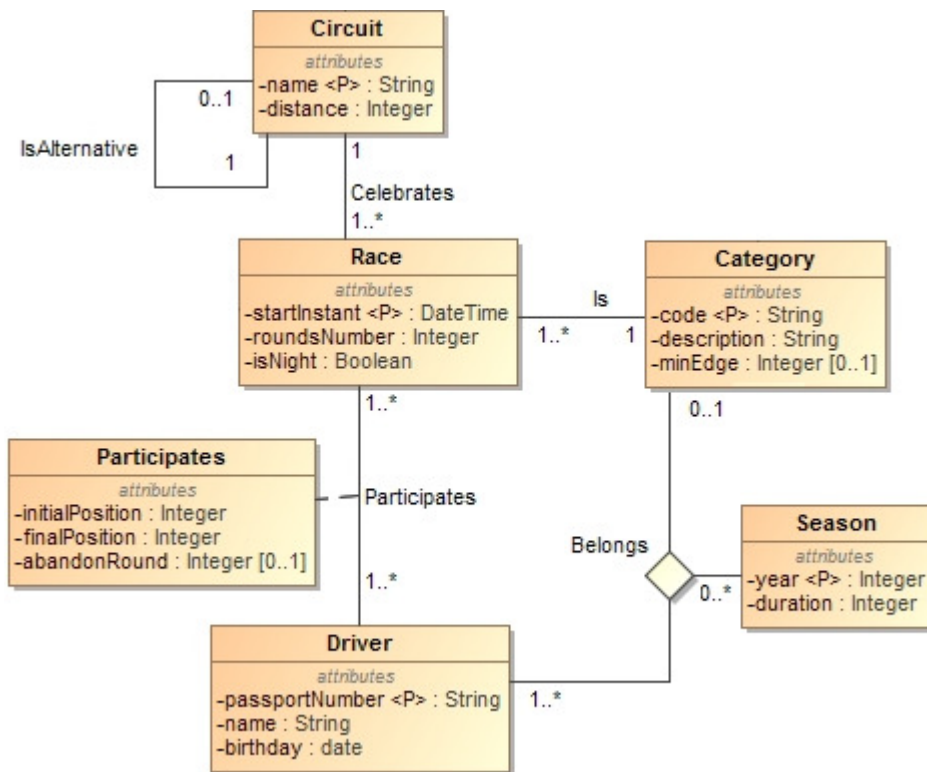 Circuit
attributes
-name <P> : String
-distance : Integer
0..1
IsAlternative
1
1
Celebrates
1..*
Race
attributes
-startInstant <P> : DateTime
-roundsNumber : Integer
-isNight : Boolean
Is
1..*
1
Category
attributes
-code <P> : String
-description : String
-minEdge : Integer [0..1]
1..*
0..1
Participates
attributes
-initialPosition : Integer
-finalPosition : Integer
-abandonRound : Integer [0..1]
Participates
1..*
Belongs
0..*
Season
attributes
-year <P> : Integer
-duration : Integer
Driver
attributes
-passportNumber <P> : String
-name : String
-birthday : date
1..*